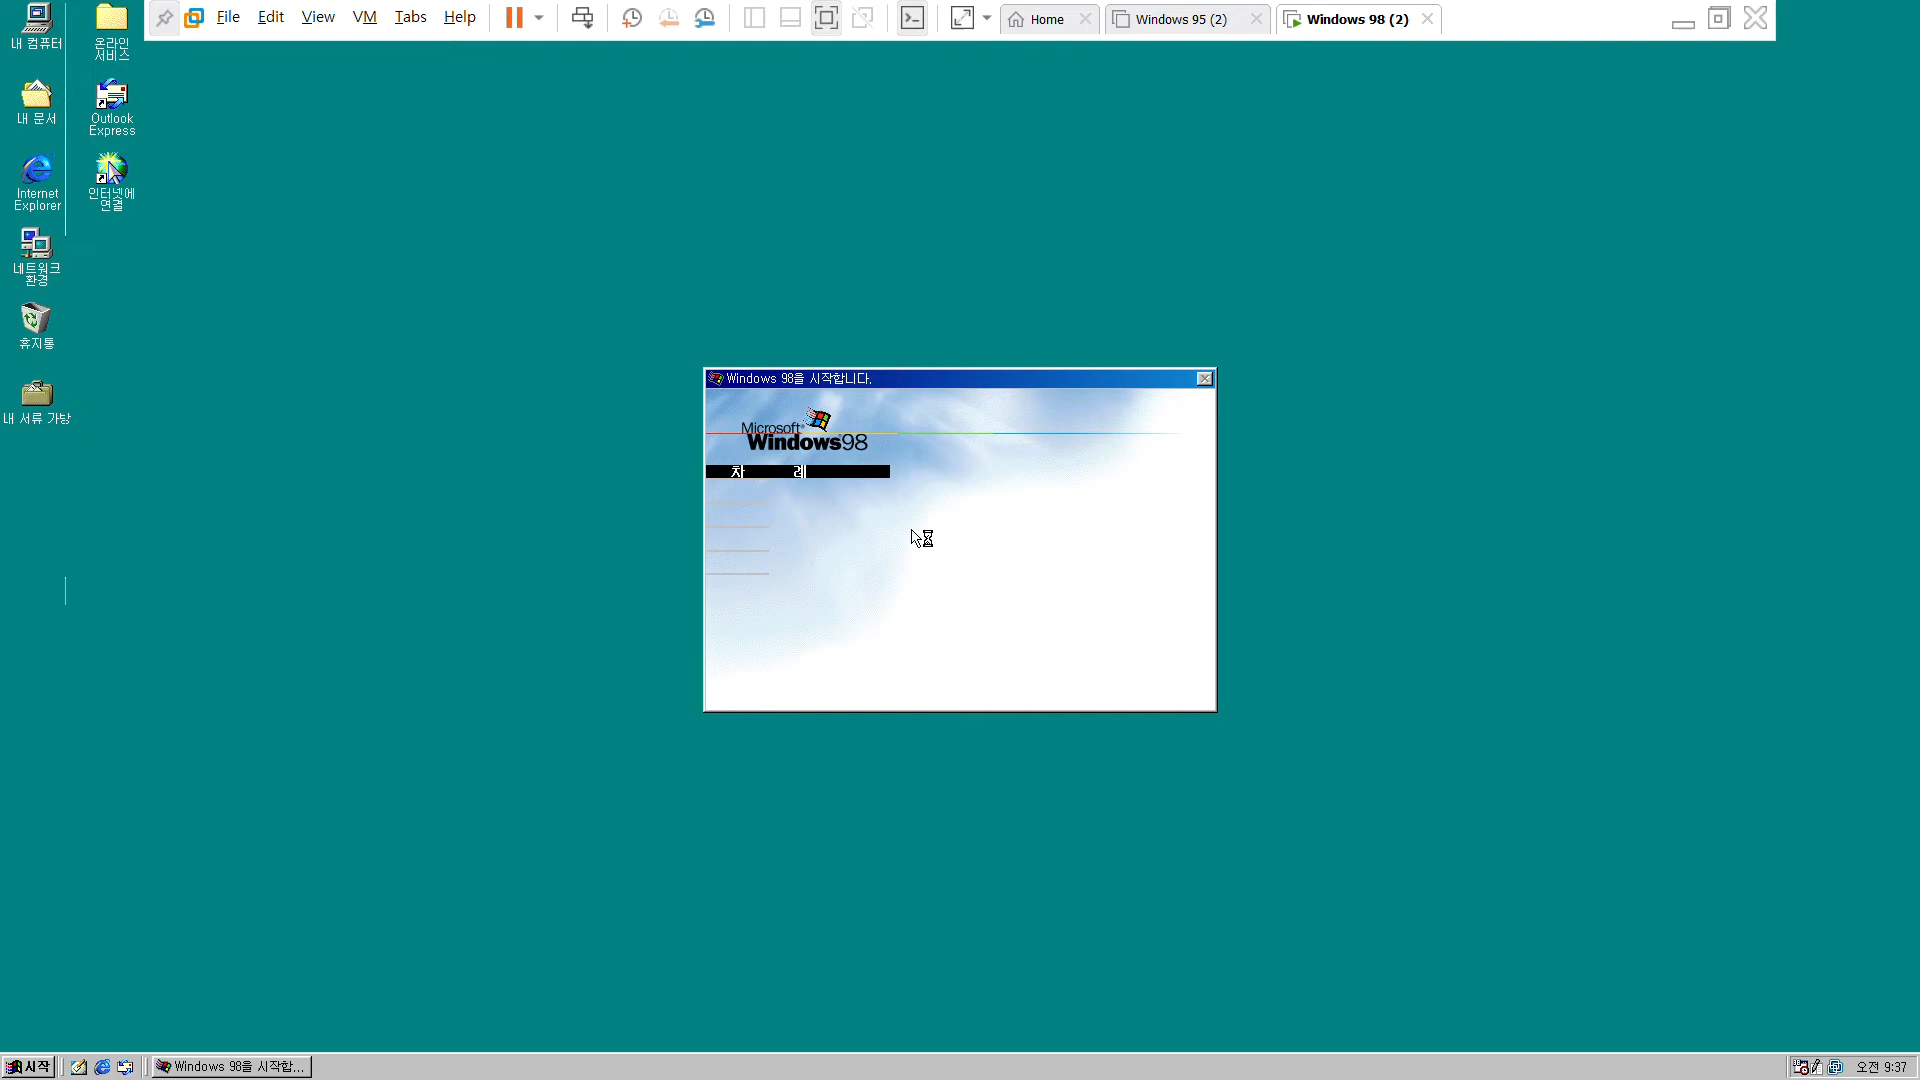 File Edit View VM Tabs Help
Home
Windows 95 (2)
Windows 98 (2)
내 컴퓨터
온라인
서비스
내 문서
Outlook
Express
Internet
Explorer
인터넷에
연결
네트워크
환경
휴지통
내 서류 가방
Windows 98을 시작합니다.
Microsoft
Windows 98
차 례
시작
Windows 98을 시작합...
오전 9:37